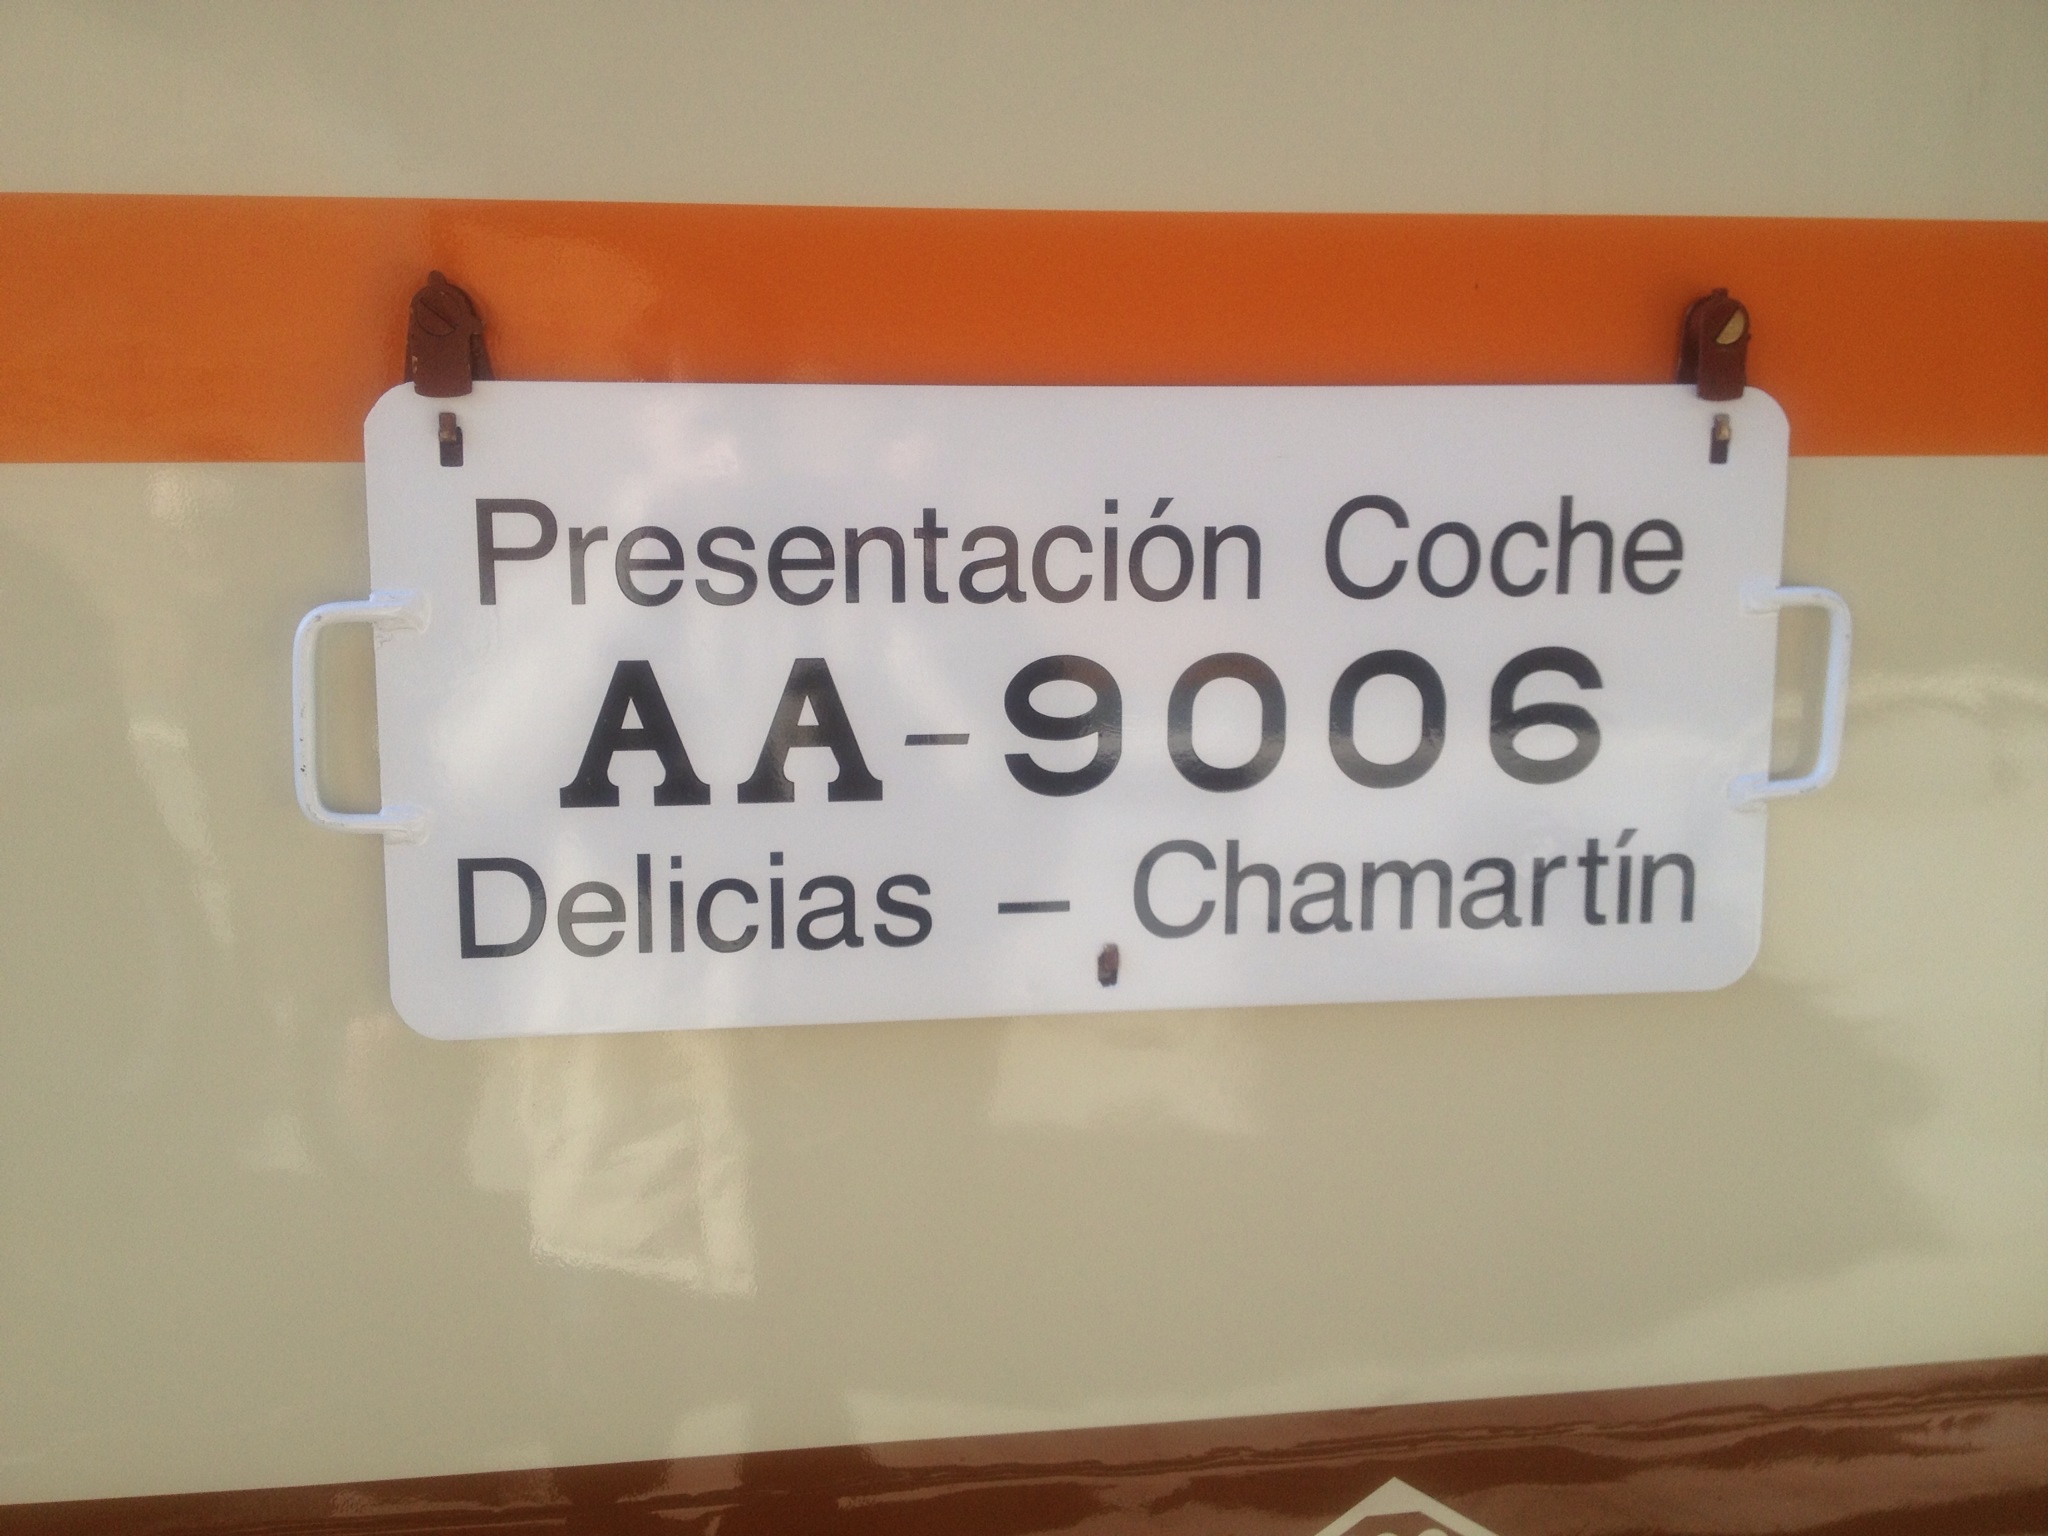 Presentación Coche
AA-9006
Delicias – Chamartín